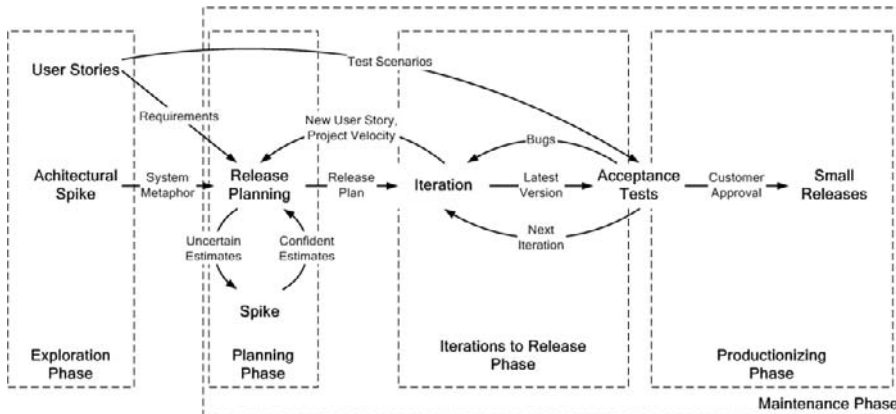 User Stories
Test Scenarios
Requirements
New User Story,
Project Velocity
Bugs
Achitectural
Spike
System
Metaphor
Release
Planning
Release
Plan
Iteration
Latest
Version
Acceptance
Tests
Customer
Approval
Small
Releases
Next
Iteration
Uncertain
Estimates
Confident
Estimates
Spike
Exploration
Phase
Planning
Phase
Iterations to Release
Phase
Productionizing
Phase
Maintenance Phase